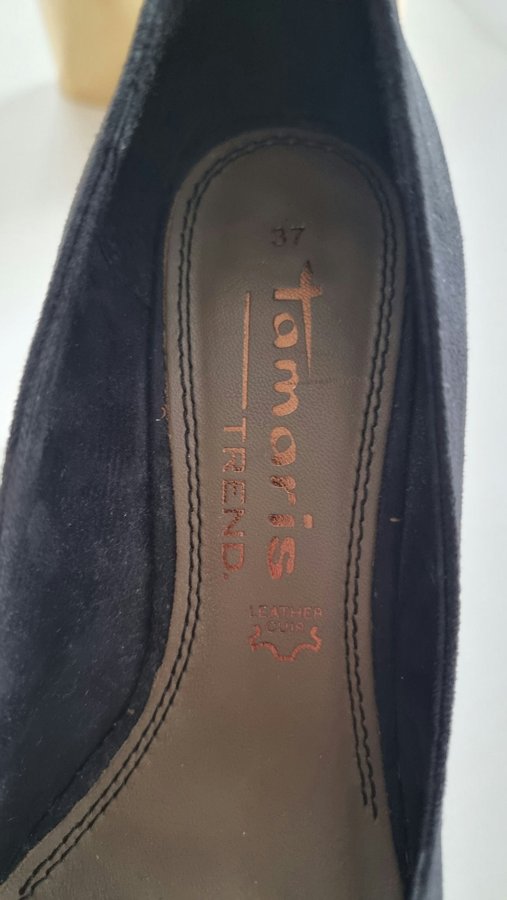 37
tamaris
TREND.
LEATHER
CUIR